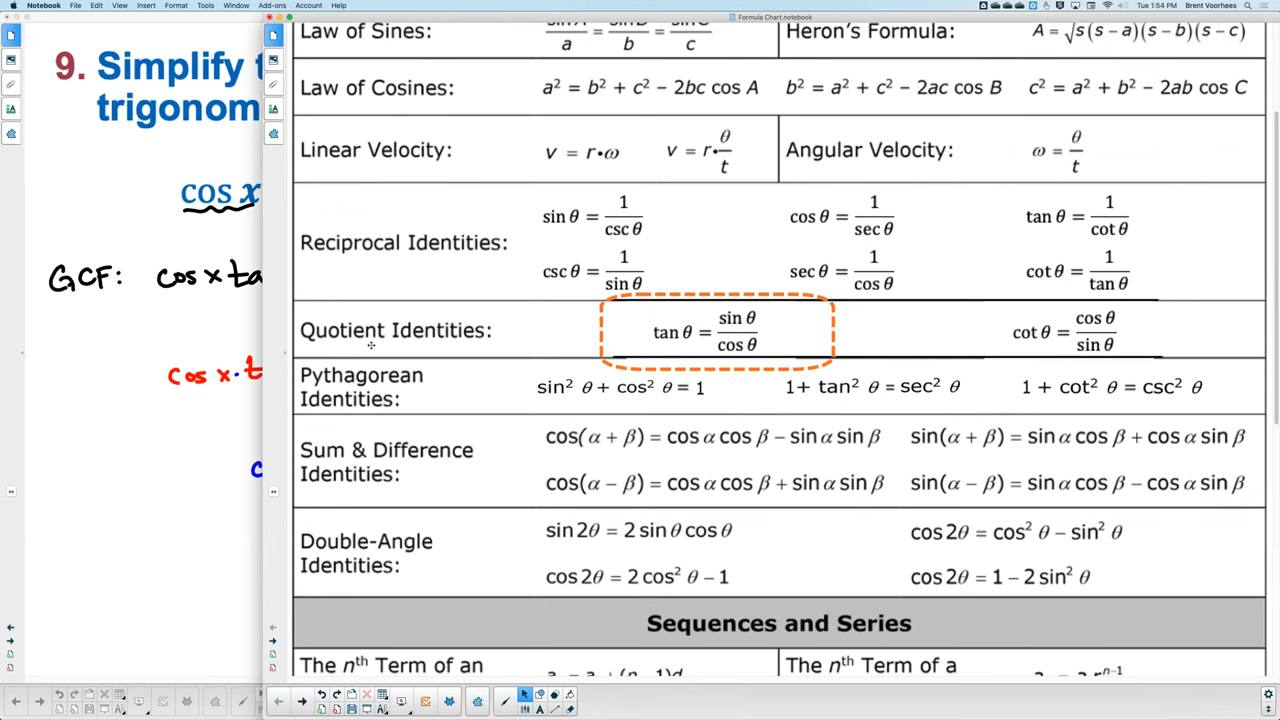 Notebook File Edit View Insert Format Tools Window Add-ons Account Help Tue 1:54 PM Brent Voorhees
Formula Chart.notebook
9. Simplify
trigonom
cos x
GCF: cos x ta
cos x · t
c
Law of Sines: sin A / a = sin B / b = sin C / c Heron's Formula: A = √s(s – a)(s – b)(s – c)
Law of Cosines: a² = b² + c² – 2bc cos A b² = a² + c² – 2ac cos B c² = a² + b² – 2ab cos C
Linear Velocity: v = r•ω v = r•θ/t Angular Velocity: ω = θ/t
sin θ = 1/csc θ cos θ = 1/sec θ tan θ = 1/cot θ
Reciprocal Identities:
csc θ = 1/sin θ sec θ = 1/cos θ cot θ = 1/tan θ
Quotient Identities: tan θ = sin θ/cos θ cot θ = cos θ/sin θ
Pythagorean
Identities: sin² θ + cos² θ = 1 1+ tan² θ = sec² θ 1 + cot² θ = csc² θ
cos(α + β) = cos α cos β – sin α sin β sin(α + β) = sin α cos β + cos α sin β
Sum & Difference
Identities:
cos(α – β) = cos α cos β + sin α sin β sin(α – β) = sin α cos β – cos α sin β
sin 2θ = 2 sin θ cos θ cos 2θ = cos² θ – sin² θ
Double-Angle
Identities:
cos 2θ = 2 cos² θ – 1 cos 2θ = 1 – 2 sin² θ
Sequences and Series
The nth Term of an The nth Term of a